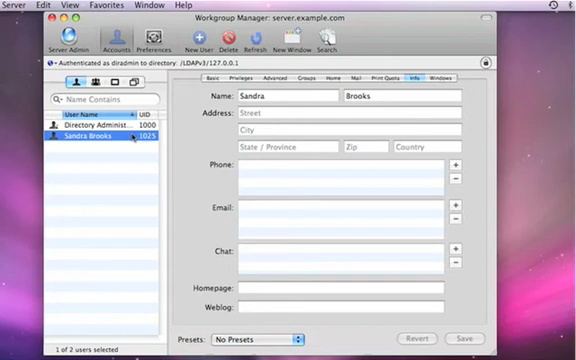 Server Edit View Favorites Window Help
Workgroup Manager: server.example.com
Server Admin Accounts Preferences New User Delete Refresh New Window Search
Authenticated as diradmin to directory: /LDAPv3/127.0.0.1
Basic Privileges Advanced Groups Home Mail Print Quota Info Windows
Name Contains
User Name UID
Directory Administ... 1000
Sandra Brooks 1025
Name: Sandra Brooks
Address: Street
City
State / Province Zip Country
Phone:
Email:
Chat:
Homepage:
Weblog:
Presets: No Presets Revert Save
1 of 2 users selected